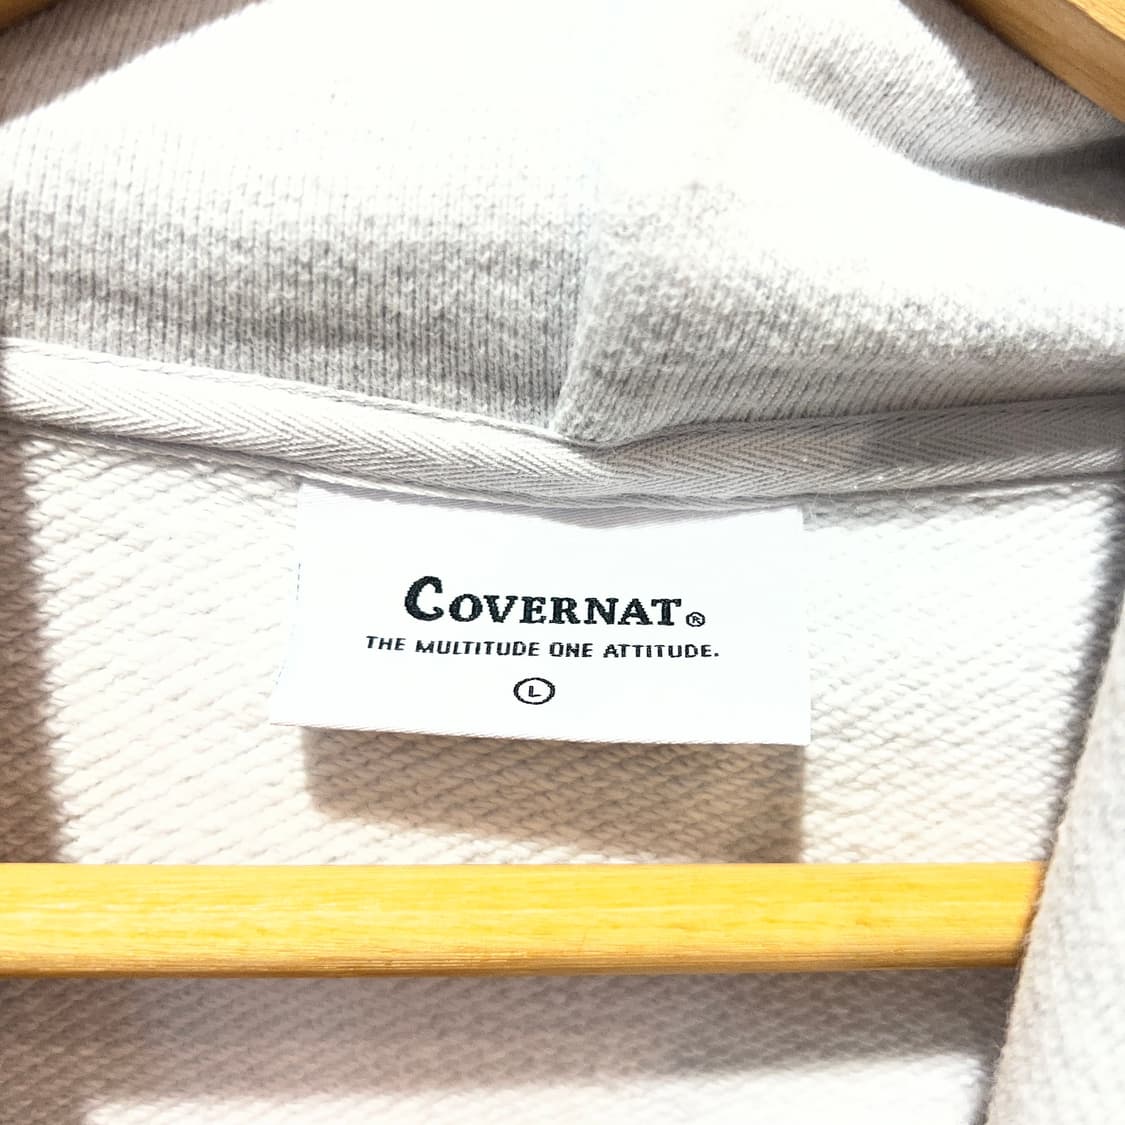 COVERNAT®
THE MULTITUDE ONE ATTITUDE.
L